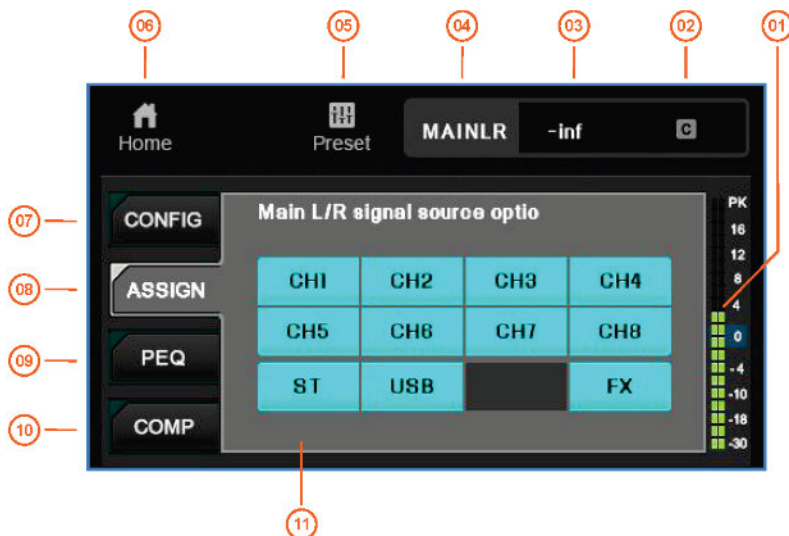 06 05 04 03 02 01
Home Preset MAINLR -inf C
CONFIG
ASSIGN
PEQ
COMP
Main L/R signal source optio
CH1 CH2 CH3 CH4
CH5 CH6 CH7 CH8
ST USB FX
PK
16
12
8
4
0
-4
-10
-18
-30
07
08
09
10
11